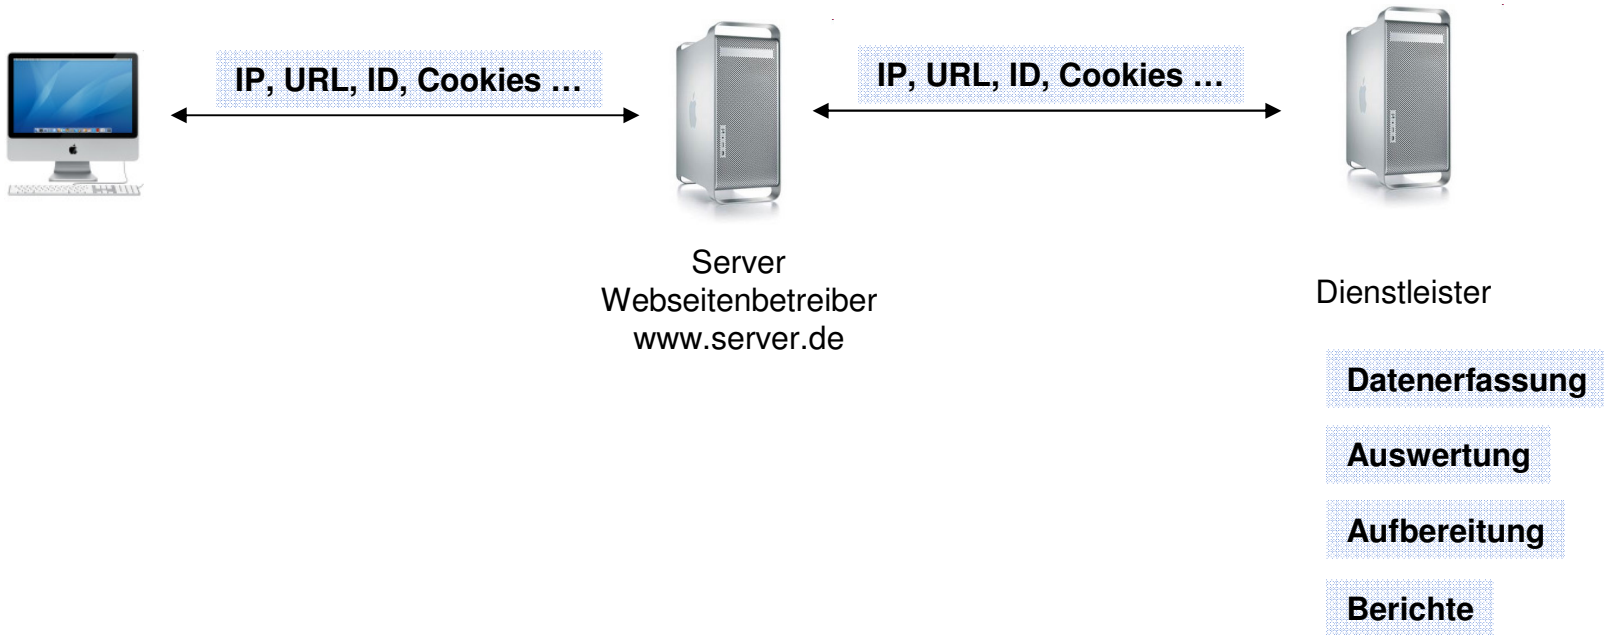 IP, URL, ID, Cookies …
IP, URL, ID, Cookies …
Server
Webseitenbetreiber
www.server.de
Dienstleister
Datenerfassung
Auswertung
Aufbereitung
Berichte